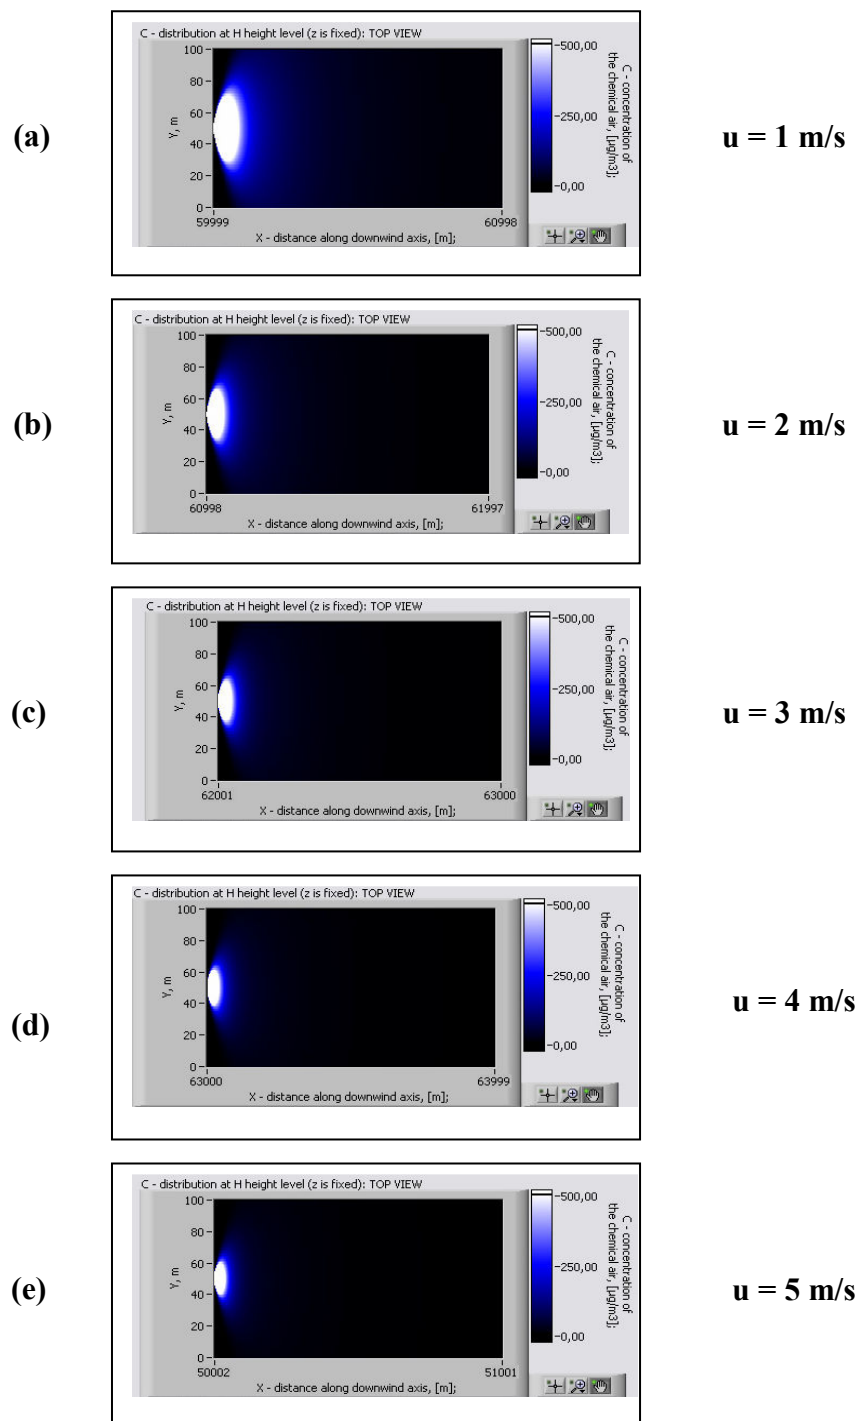 (a)
C - distribution at H height level (z is fixed): TOP VIEW
100
80
60
40
20
0
Y, m
59999
60998
X - distance along downwind axis, [m];
500,00
250,00
0,00
C - concentration of
the chemical air, [µg/m3];
u = 1 m/s
(b)
C - distribution at H height level (z is fixed): TOP VIEW
100
80
60
40
20
0
Y, m
60998
61997
X - distance along downwind axis, [m];
500,00
250,00
0,00
C - concentration of
the chemical air, [µg/m3];
u = 2 m/s
(c)
C - distribution at H height level (z is fixed): TOP VIEW
100
80
60
40
20
0
Y, m
62001
63000
X - distance along downwind axis, [m];
500,00
250,00
0,00
C - concentration of
the chemical air, [µg/m3];
u = 3 m/s
(d)
C - distribution at H height level (z is fixed): TOP VIEW
100
80
60
40
20
0
Y, m
63000
63999
X - distance along downwind axis, [m];
500,00
250,00
0,00
C - concentration of
the chemical air, [µg/m3];
u = 4 m/s
(e)
C - distribution at H height level (z is fixed): TOP VIEW
100
80
60
40
20
0
Y, m
50002
51001
X - distance along downwind axis, [m];
500,00
250,00
0,00
C - concentration of
the chemical air, [µg/m3];
u = 5 m/s